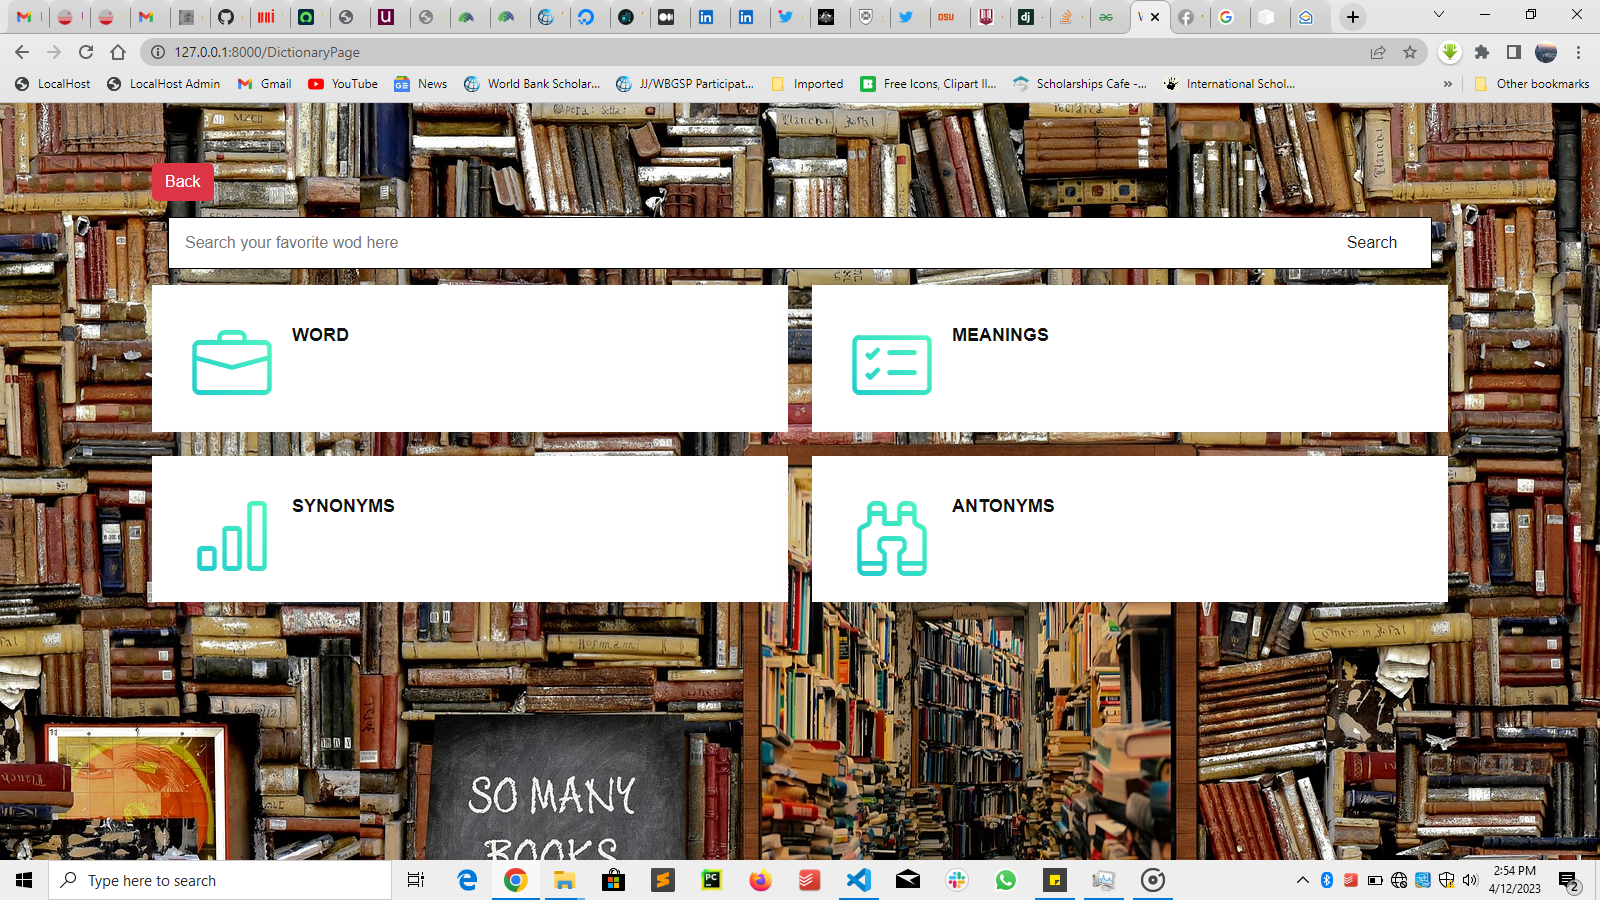 127.0.0.1:8000/DictionaryPage
LocalHost
LocalHost Admin
Gmail
YouTube
News
World Bank Scholar...
JJ/WBGSP Participat...
Imported
Free Icons, Clipart Il...
Scholarships Cafe -...
International Schol...
»
Other bookmarks
Back
Search your favorite wod here
Search
WORD
MEANINGS
SYNONYMS
ANTONYMS
SO MANY
BOOKS
Type here to search
2:54 PM
4/12/2023
2